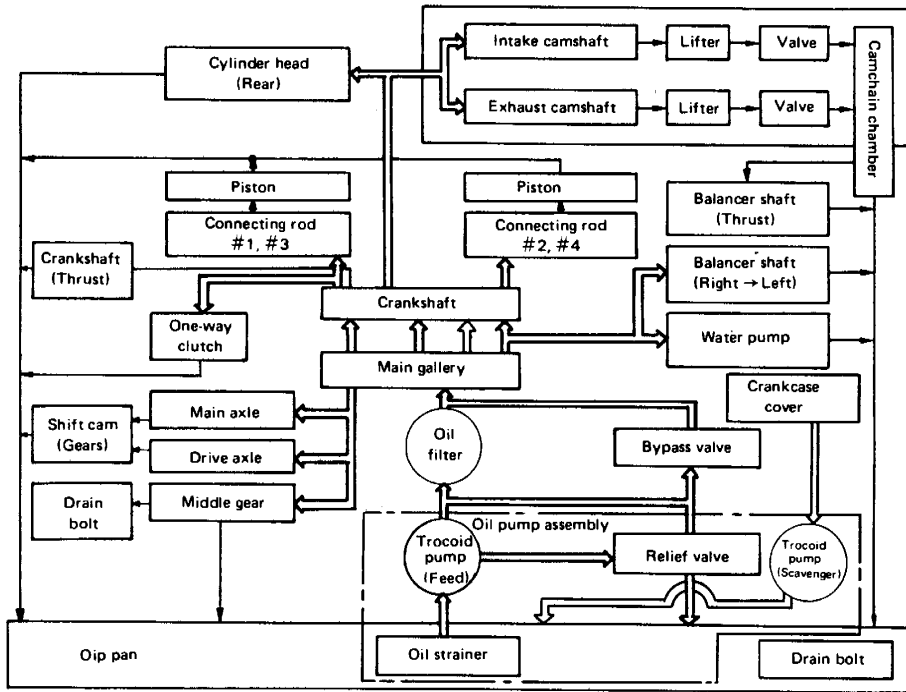 Intake camshaft
Lifter
Valve
Cylinder head
(Rear)
Exhaust camshaft
Lifter
Valve
Camchain chamber
Piston
Piston
Balancer shaft
(Thrust)
Connecting rod
#1, #3
Connecting rod
#2, #4
Crankshaft
(Thrust)
Balancer shaft
(Right → Left)
Crankshaft
One-way
clutch
Water pump
Main gallery
Crankcase
cover
Main axle
Shift cam
(Gears)
Oil
filter
Bypass valve
Drive axle
Drain
bolt
Middle gear
Oil pump assembly
Trocoid
pump
(Feed)
Relief valve
Trocoid
pump
(Scavenger)
Oip pan
Oil strainer
Drain bolt